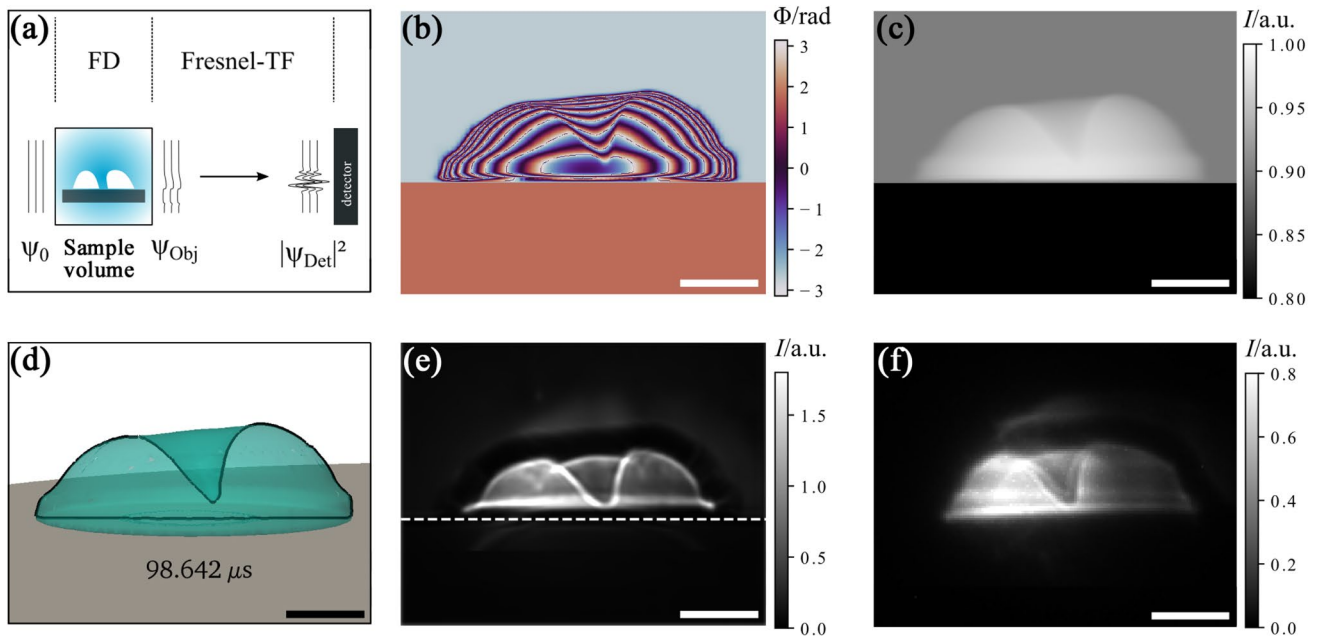 (a)
FD
Fresnel-TF
detector
Ψ0
Sample
volume
ΨObj
|ΨDet|²
(b)
Φ/rad
3
2
1
0
− 1
− 2
− 3
(c)
I/a.u.
1.00
0.95
0.90
0.85
0.80
(d)
98.642 μs
(e)
I/a.u.
1.5
1.0
0.5
0.0
(f)
I/a.u.
0.8
0.6
0.4
0.2
0.0